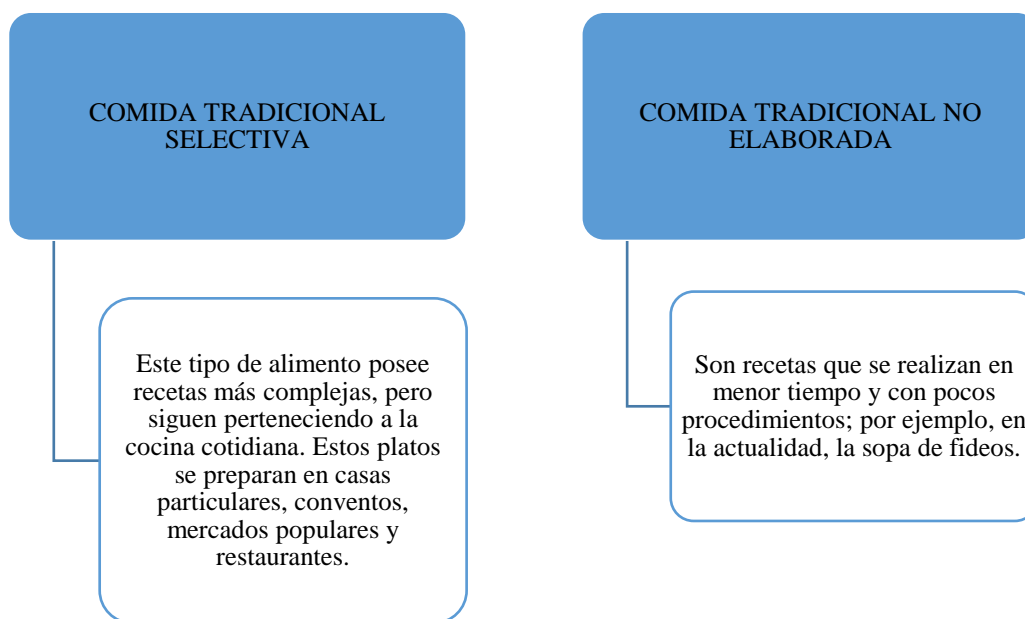 COMIDA TRADICIONAL
SELECTIVA
Este tipo de alimento posee
recetas más complejas, pero
siguen perteneciendo a la
cocina cotidiana. Estos platos
se preparan en casas
particulares, conventos,
mercados populares y
restaurantes.
COMIDA TRADICIONAL NO
ELABORADA
Son recetas que se realizan en
menor tiempo y con pocos
procedimientos; por ejemplo, en
la actualidad, la sopa de fideos.